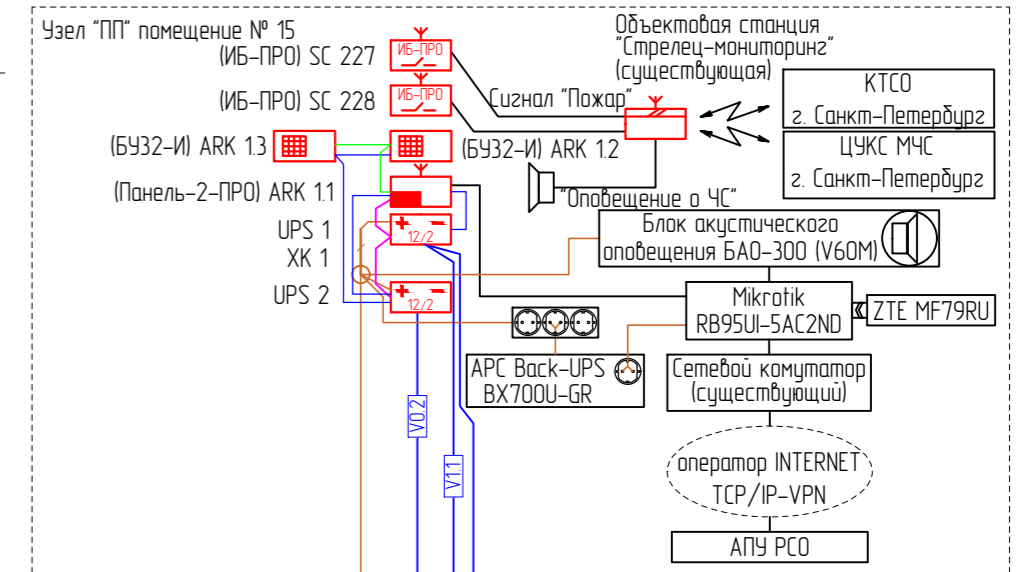 Узел "ПП" помещение № 15
(ИБ-ПРО) SC 227
ИБ-ПРО
(ИБ-ПРО) SC 228
ИБ-ПРО
Сигнал "Пожар"
Объектовая станция
"Стрелец-мониторинг"
(существующая)
КТСО
г. Санкт-Петербург
ЦУКС МЧС
г. Санкт-Петербург
(БУ32-И) ARK 1.3
(БУ32-И) ARK 1.2
(Панель-2-ПРО) ARK 1.1
"Оповещение о ЧС"
UPS 1
+ -
12/2
XK 1
UPS 2
+ -
12/2
Блок акустического
оповещения БАО-300 (V60M)
Mikrotik
RB95UI-5AC2ND
ZTE MF79RU
APC Back-UPS
BX700U-GR
Сетевой комутатор
(существующий)
V0.2
V1.1
оператор INTERNET
TCP/IP-VPN
АПУ РСО